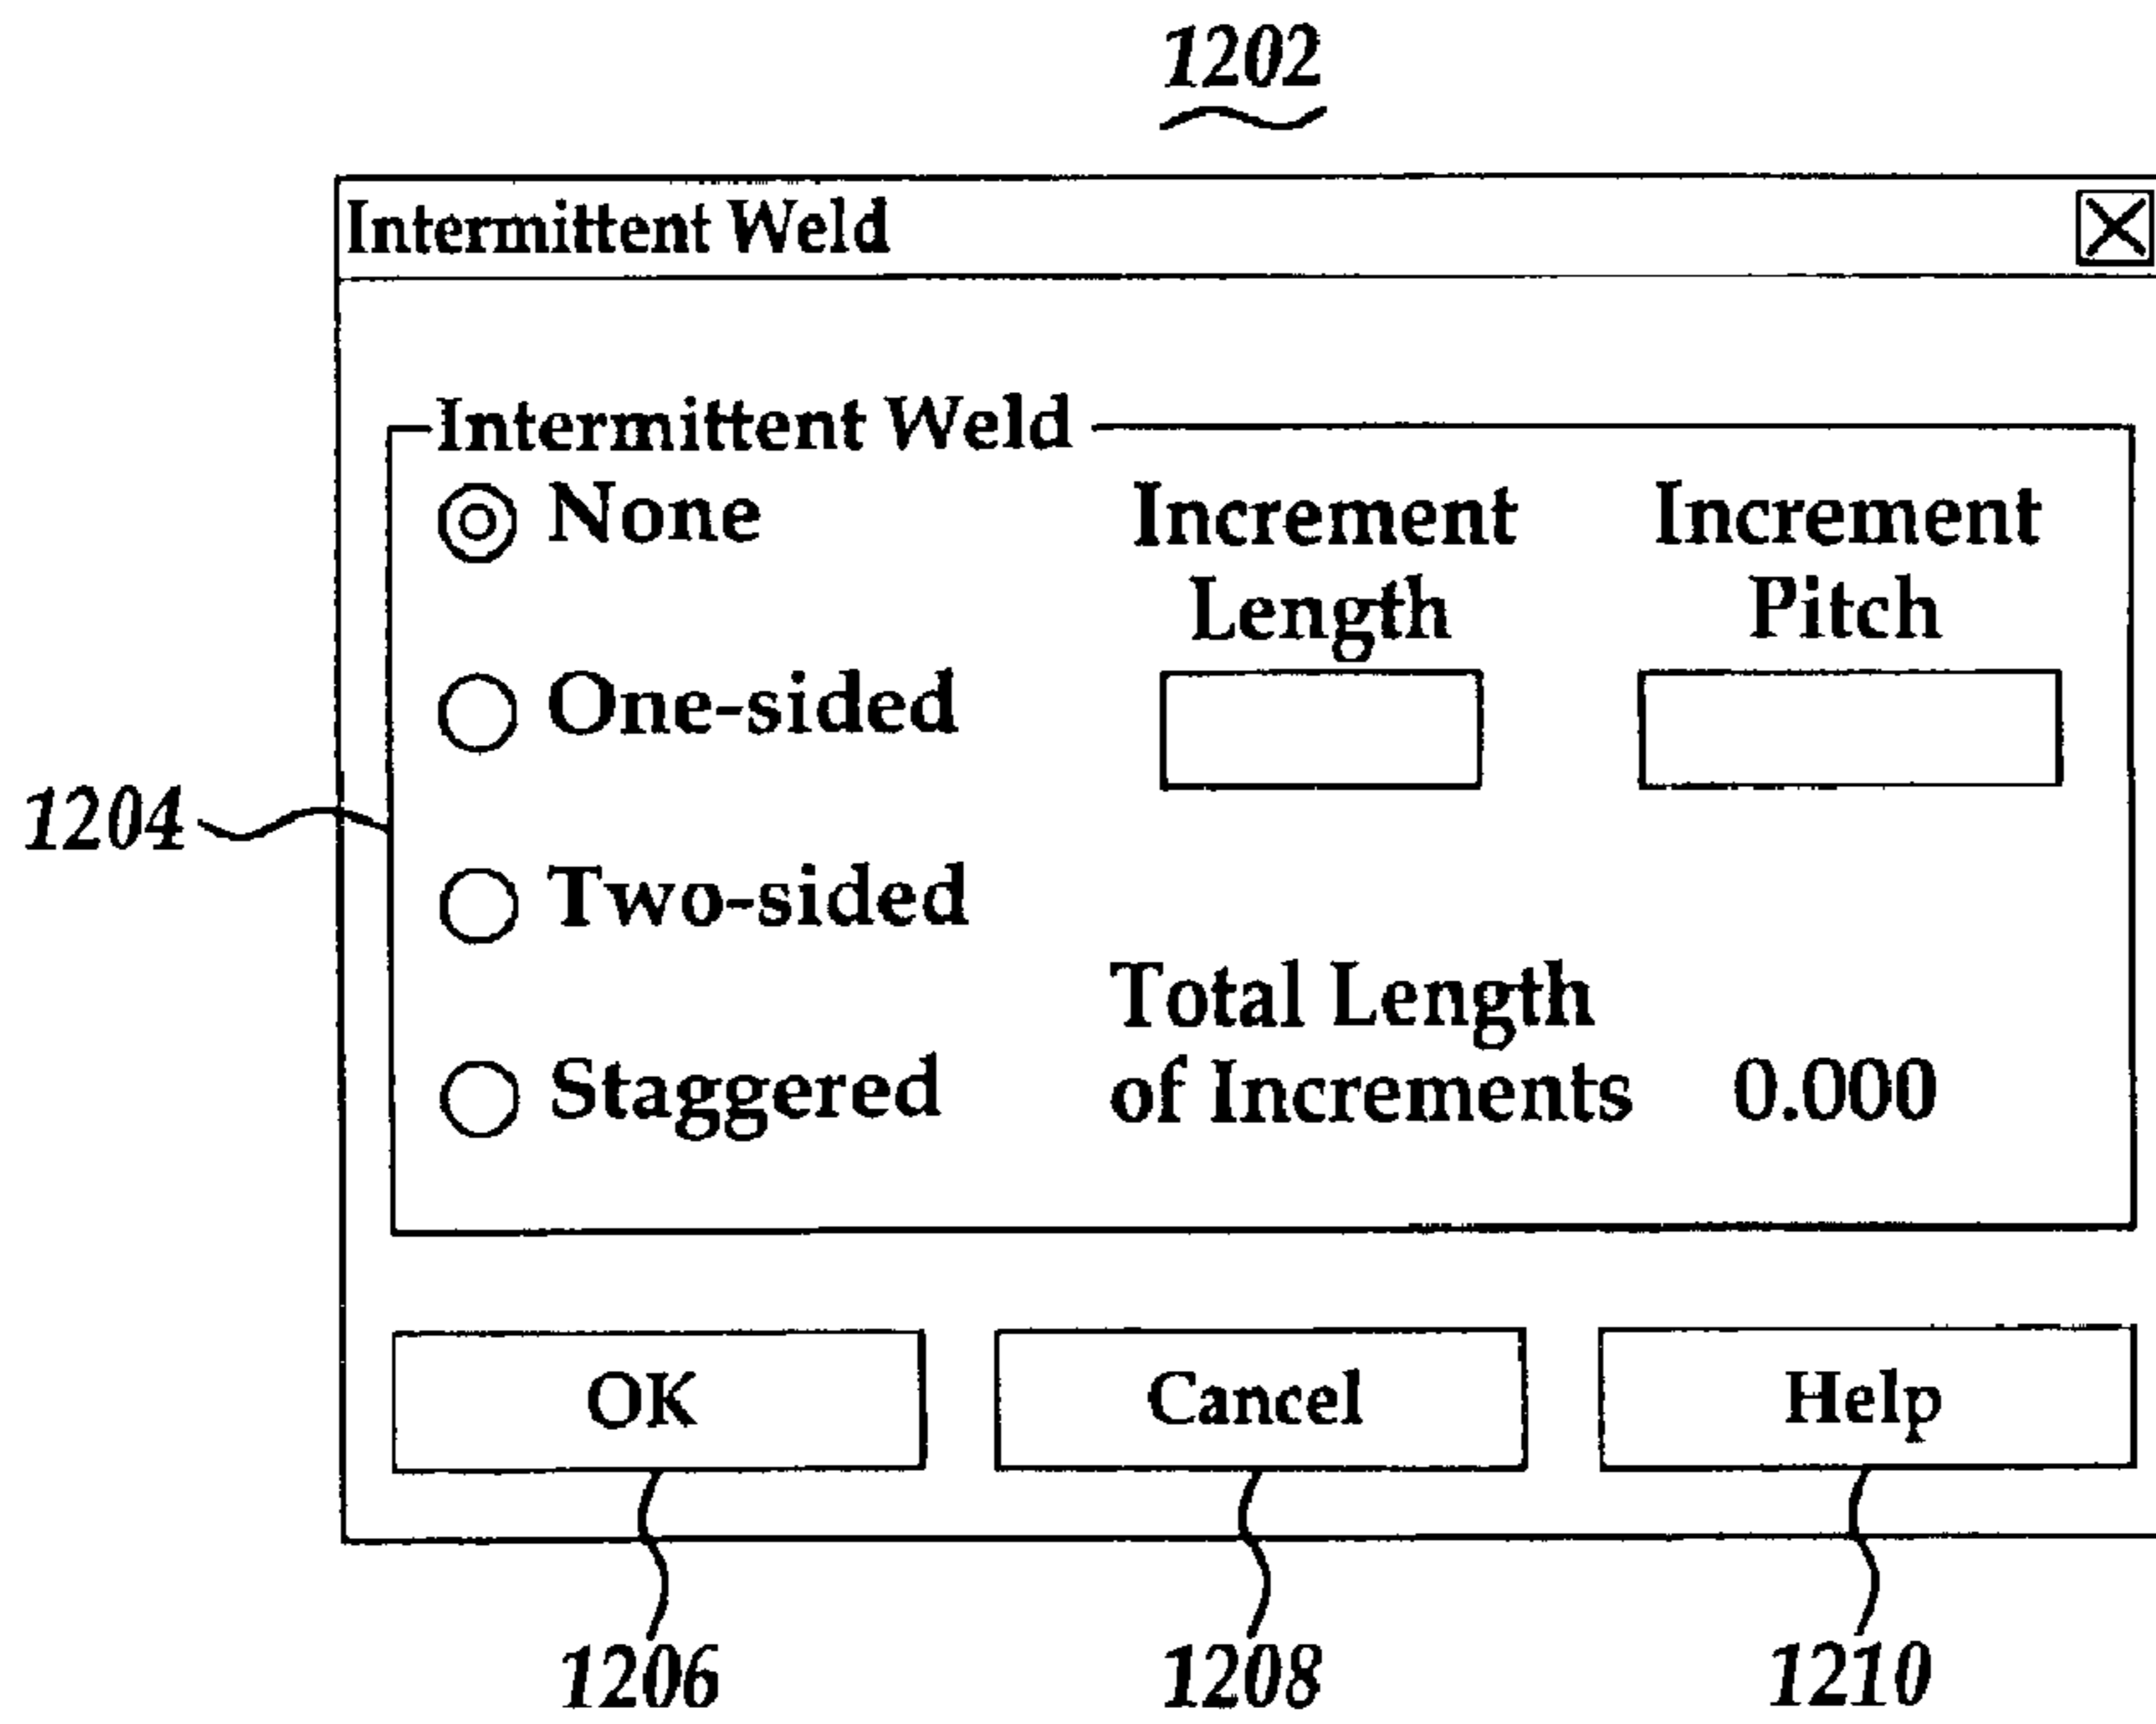 1202
Intermittent Weld
Intermittent Weld
None
Increment Length
Increment Pitch
One-sided
1204
Two-sided
Total Length
of Increments 0.000
Staggered
OK Cancel Help
1206 1208 1210